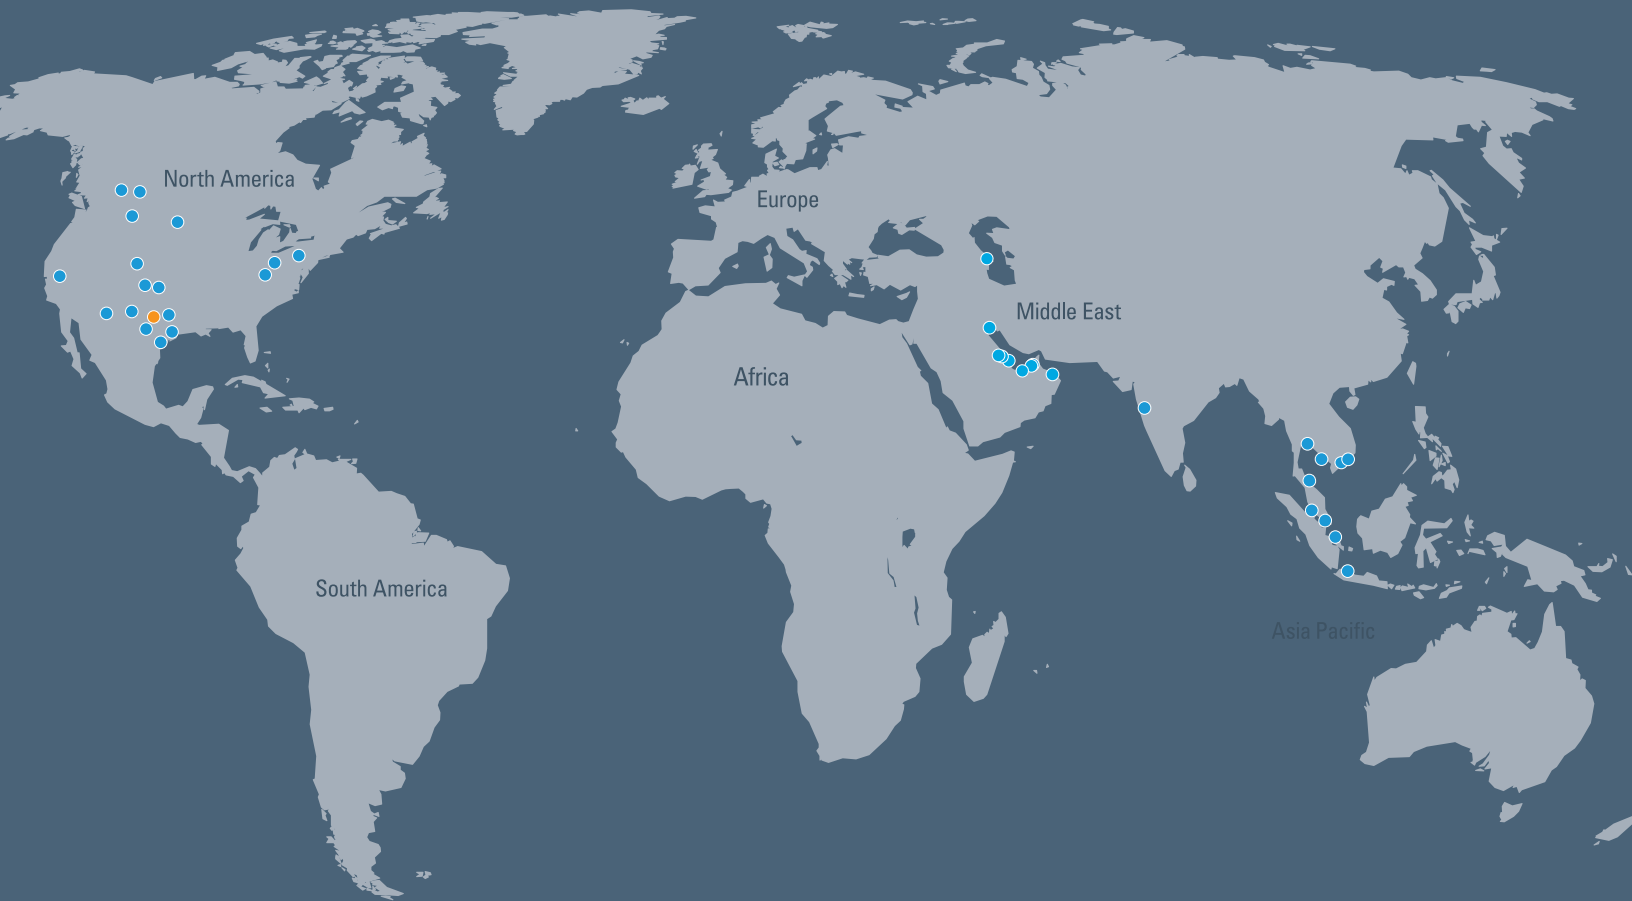 North America
Europe
Middle East
Africa
South America
Asia Pacific